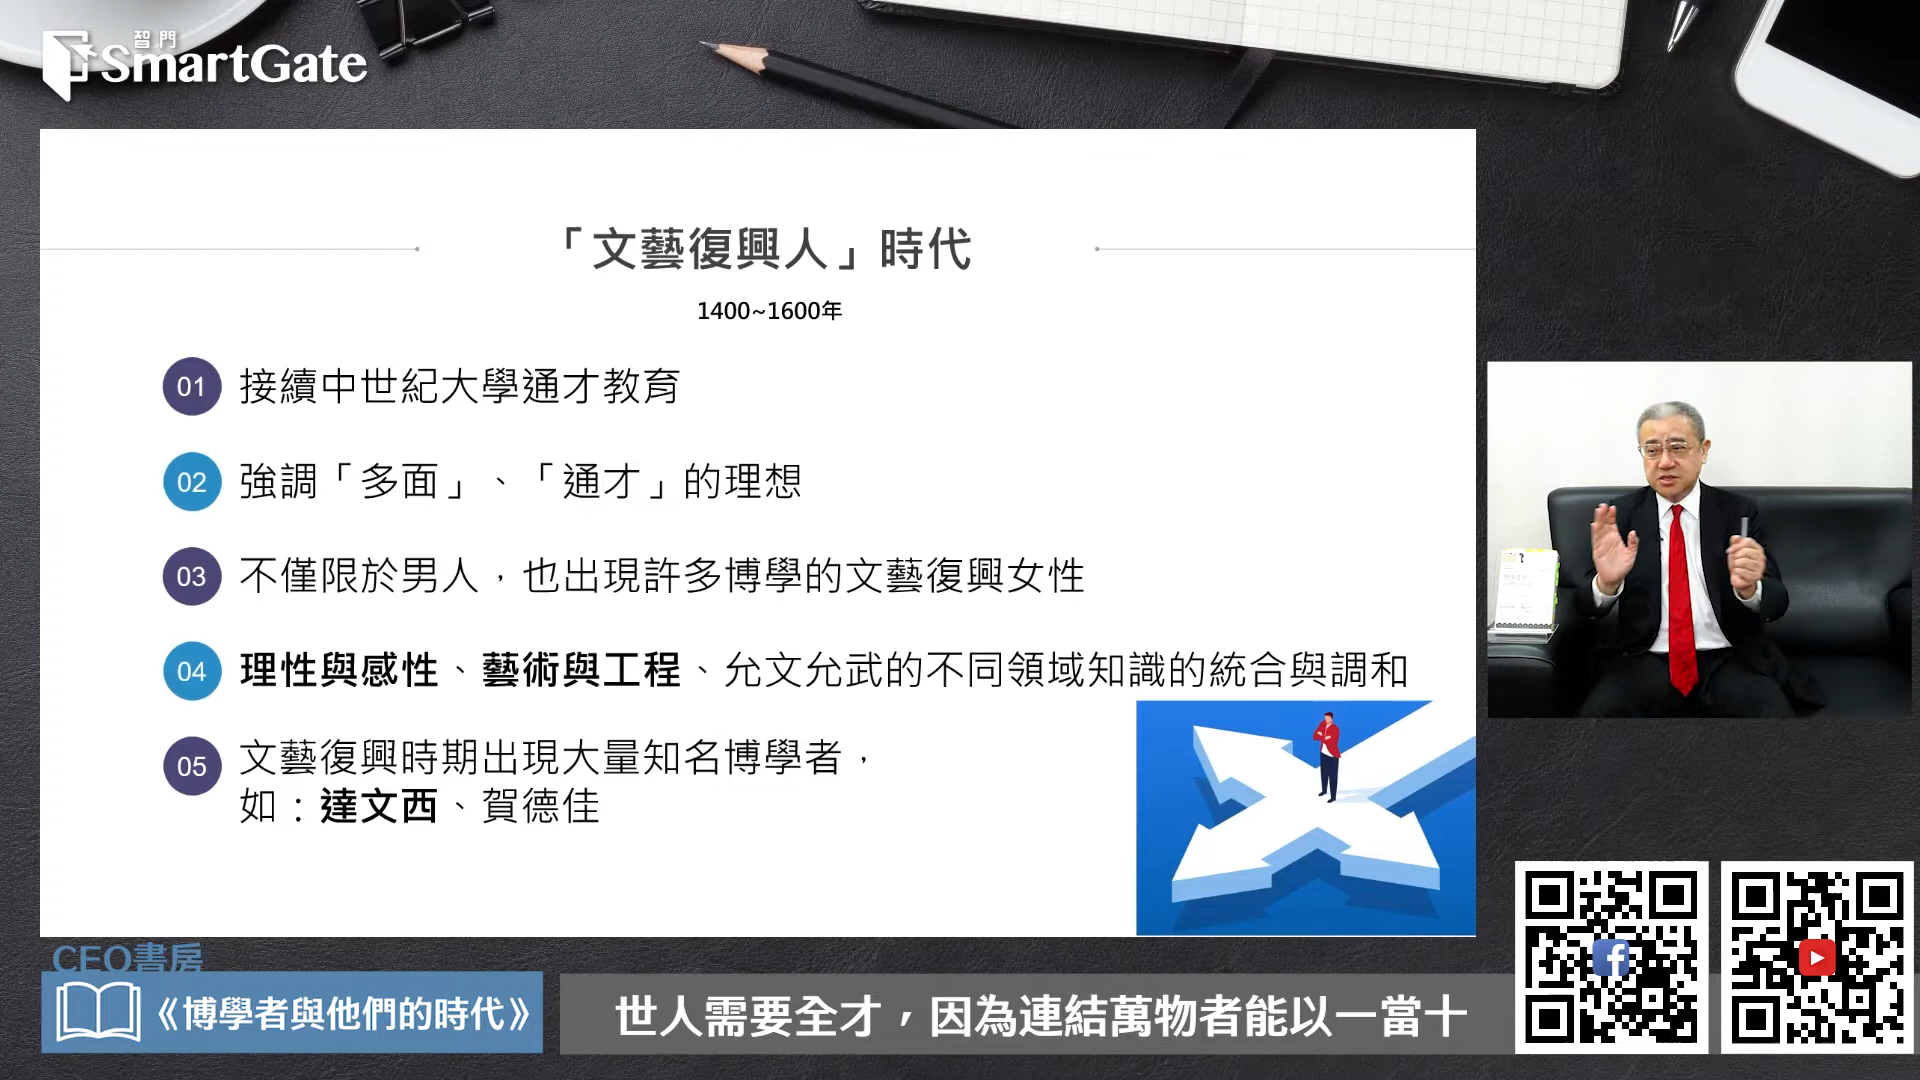 智門
SmartGate
「文藝復興人」時代
1400~1600年
01 接續中世紀大學通才教育
02 強調「多面」、「通才」的理想
03 不僅限於男人，也出現許多博學的文藝復興女性
04 理性與感性、藝術與工程、允文允武的不同領域知識的統合與調和
05 文藝復興時期出現大量知名博學者，
如：達文西、賀德佳
CEO書房
《博學者與他們的時代》
世人需要全才，因為連結萬物者能以一當十